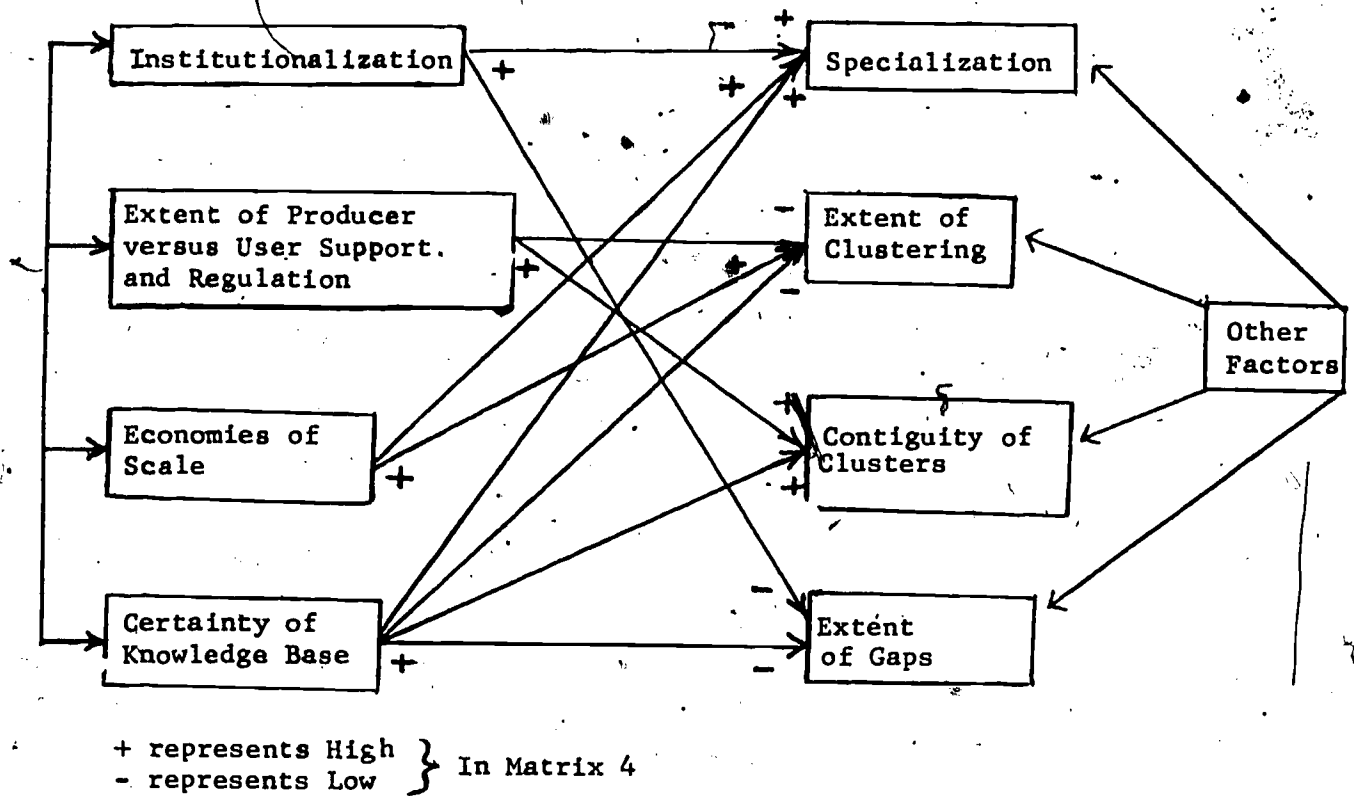 Institutionalization
+
+
Specialization
+
+
Extent of Producer
versus User Support.
and Regulation
+
-
Extent of
Clustering
+
-
Other
Factors
Economies of
Scale
+
+
Contiguity of
Clusters
+
Certainty of
Knowledge Base
+
-
Extent
of Gaps
-
+ represents High
- represents Low
} In Matrix 4